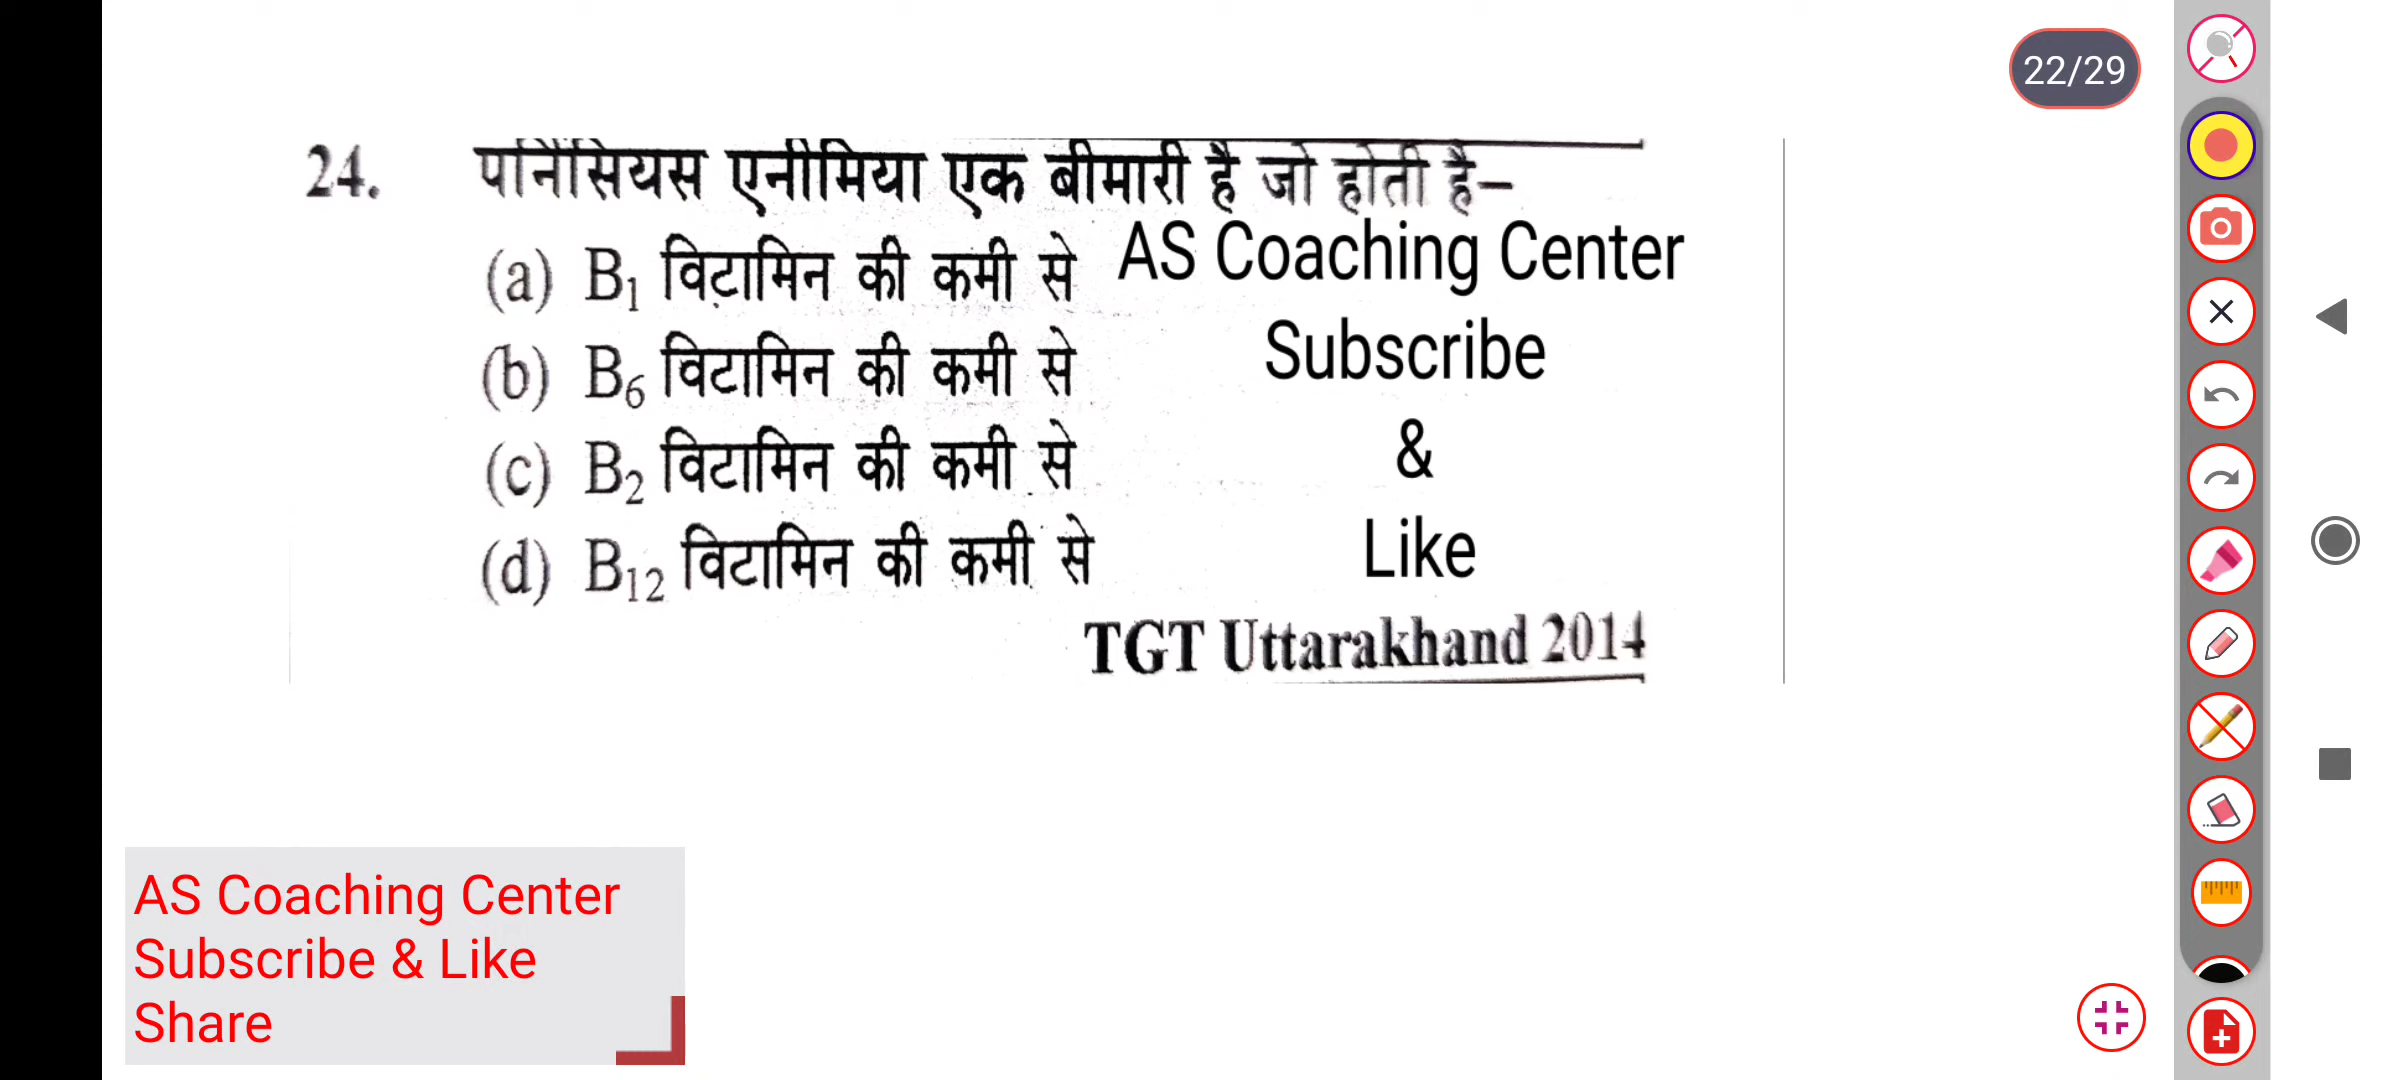 22/29
24. पर्निसियस एनीमिया एक बीमारी है जो होती है–
(a) B₁ विटामिन की कमी से
(b) B₆ विटामिन की कमी से
(c) B₂ विटामिन की कमी से
(d) B₁₂ विटामिन की कमी से
AS Coaching Center
Subscribe
&
Like
TGT Uttarakhand 2014
AS Coaching Center
Subscribe & Like
Share